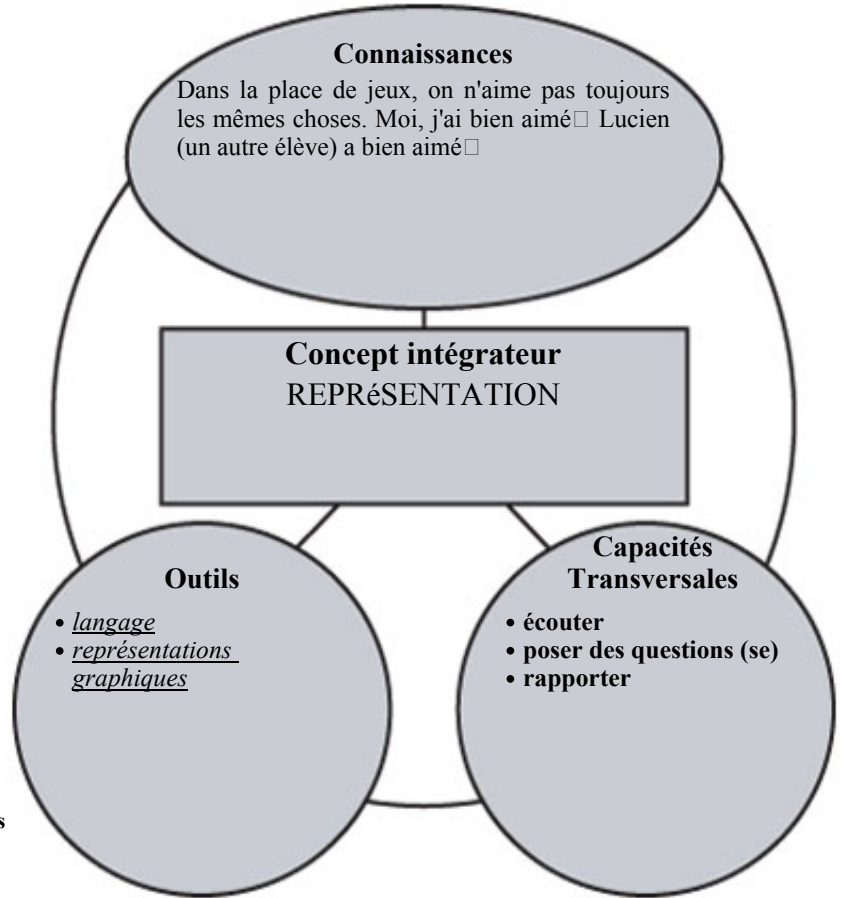 Connaissances
Dans la place de jeux, on n'aime pas toujours
les mêmes choses. Moi, j'ai bien aimé□ Lucien
(un autre élève) a bien aimé□
Concept intégrateur
REPRéSENTATION
Outils
• langage
• représentations
graphiques
Capacités
Transversales
• écouter
• poser des questions (se)
• rapporter
s